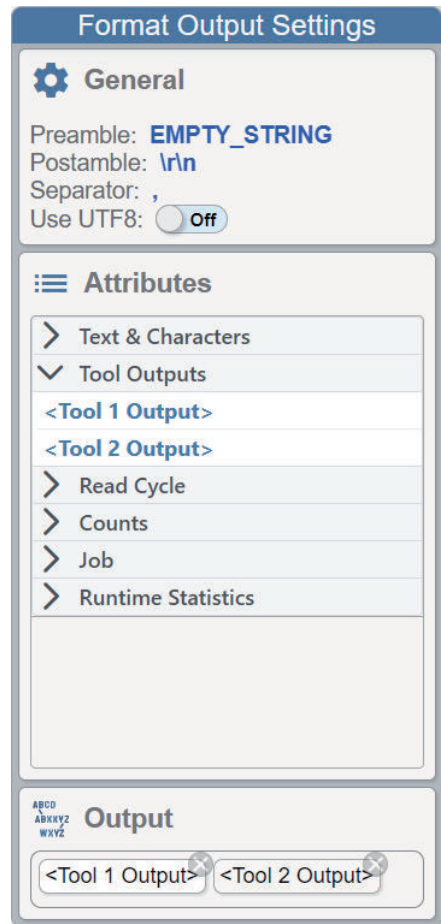 Format Output Settings
General
Preamble: EMPTY_STRING
Postamble: \r\n
Separator: ,
Use UTF8: Off
Attributes
Text & Characters
Tool Outputs
<Tool 1 Output>
<Tool 2 Output>
Read Cycle
Counts
Job
Runtime Statistics
ABCD
ABXXYZ
WXYZ
Output
<Tool 1 Output> <Tool 2 Output>